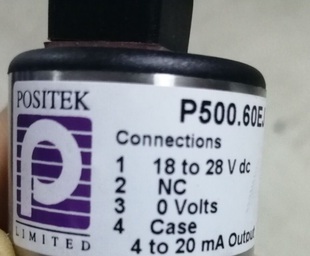 POSITEK
p
LIMITED
P500.60E
Connections
1 18 to 28 V dc
2 NC
3 0 Volts
4 Case
4 to 20 mA Output